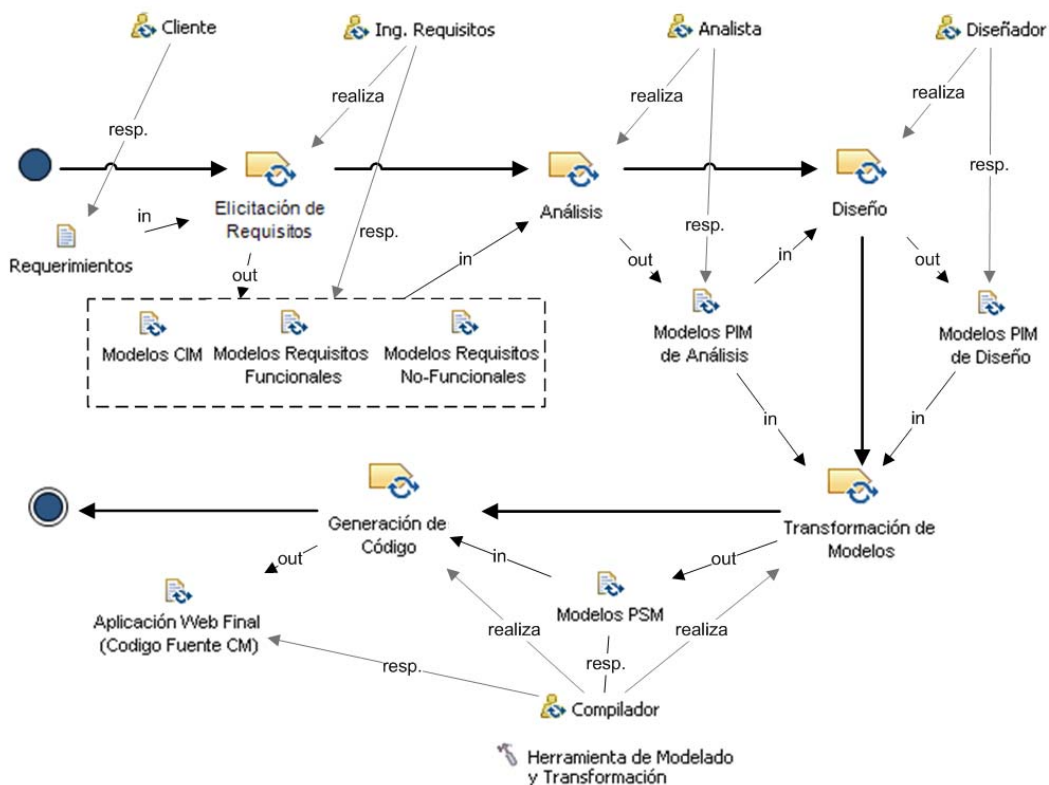 Cliente
Ing. Requisitos
Analista
Diseñador
realiza
realiza
realiza
resp.
resp.
in
Elicitación de
Requisitos
Análisis
Diseño
Requerimientos
resp.
in
resp.
out
out
in
out
Modelos CIM
Modelos Requisitos
Funcionales
Modelos Requisitos
No-Funcionales
Modelos PIM
de Análisis
Modelos PIM
de Diseño
in
in
Generación de
Código
Transformación de
Modelos
out
in
out
Aplicación Web Final
(Codigo Fuente CM)
Modelos PSM
realiza
realiza
resp.
resp.
Compilador
Herramienta de Modelado
y Transformación